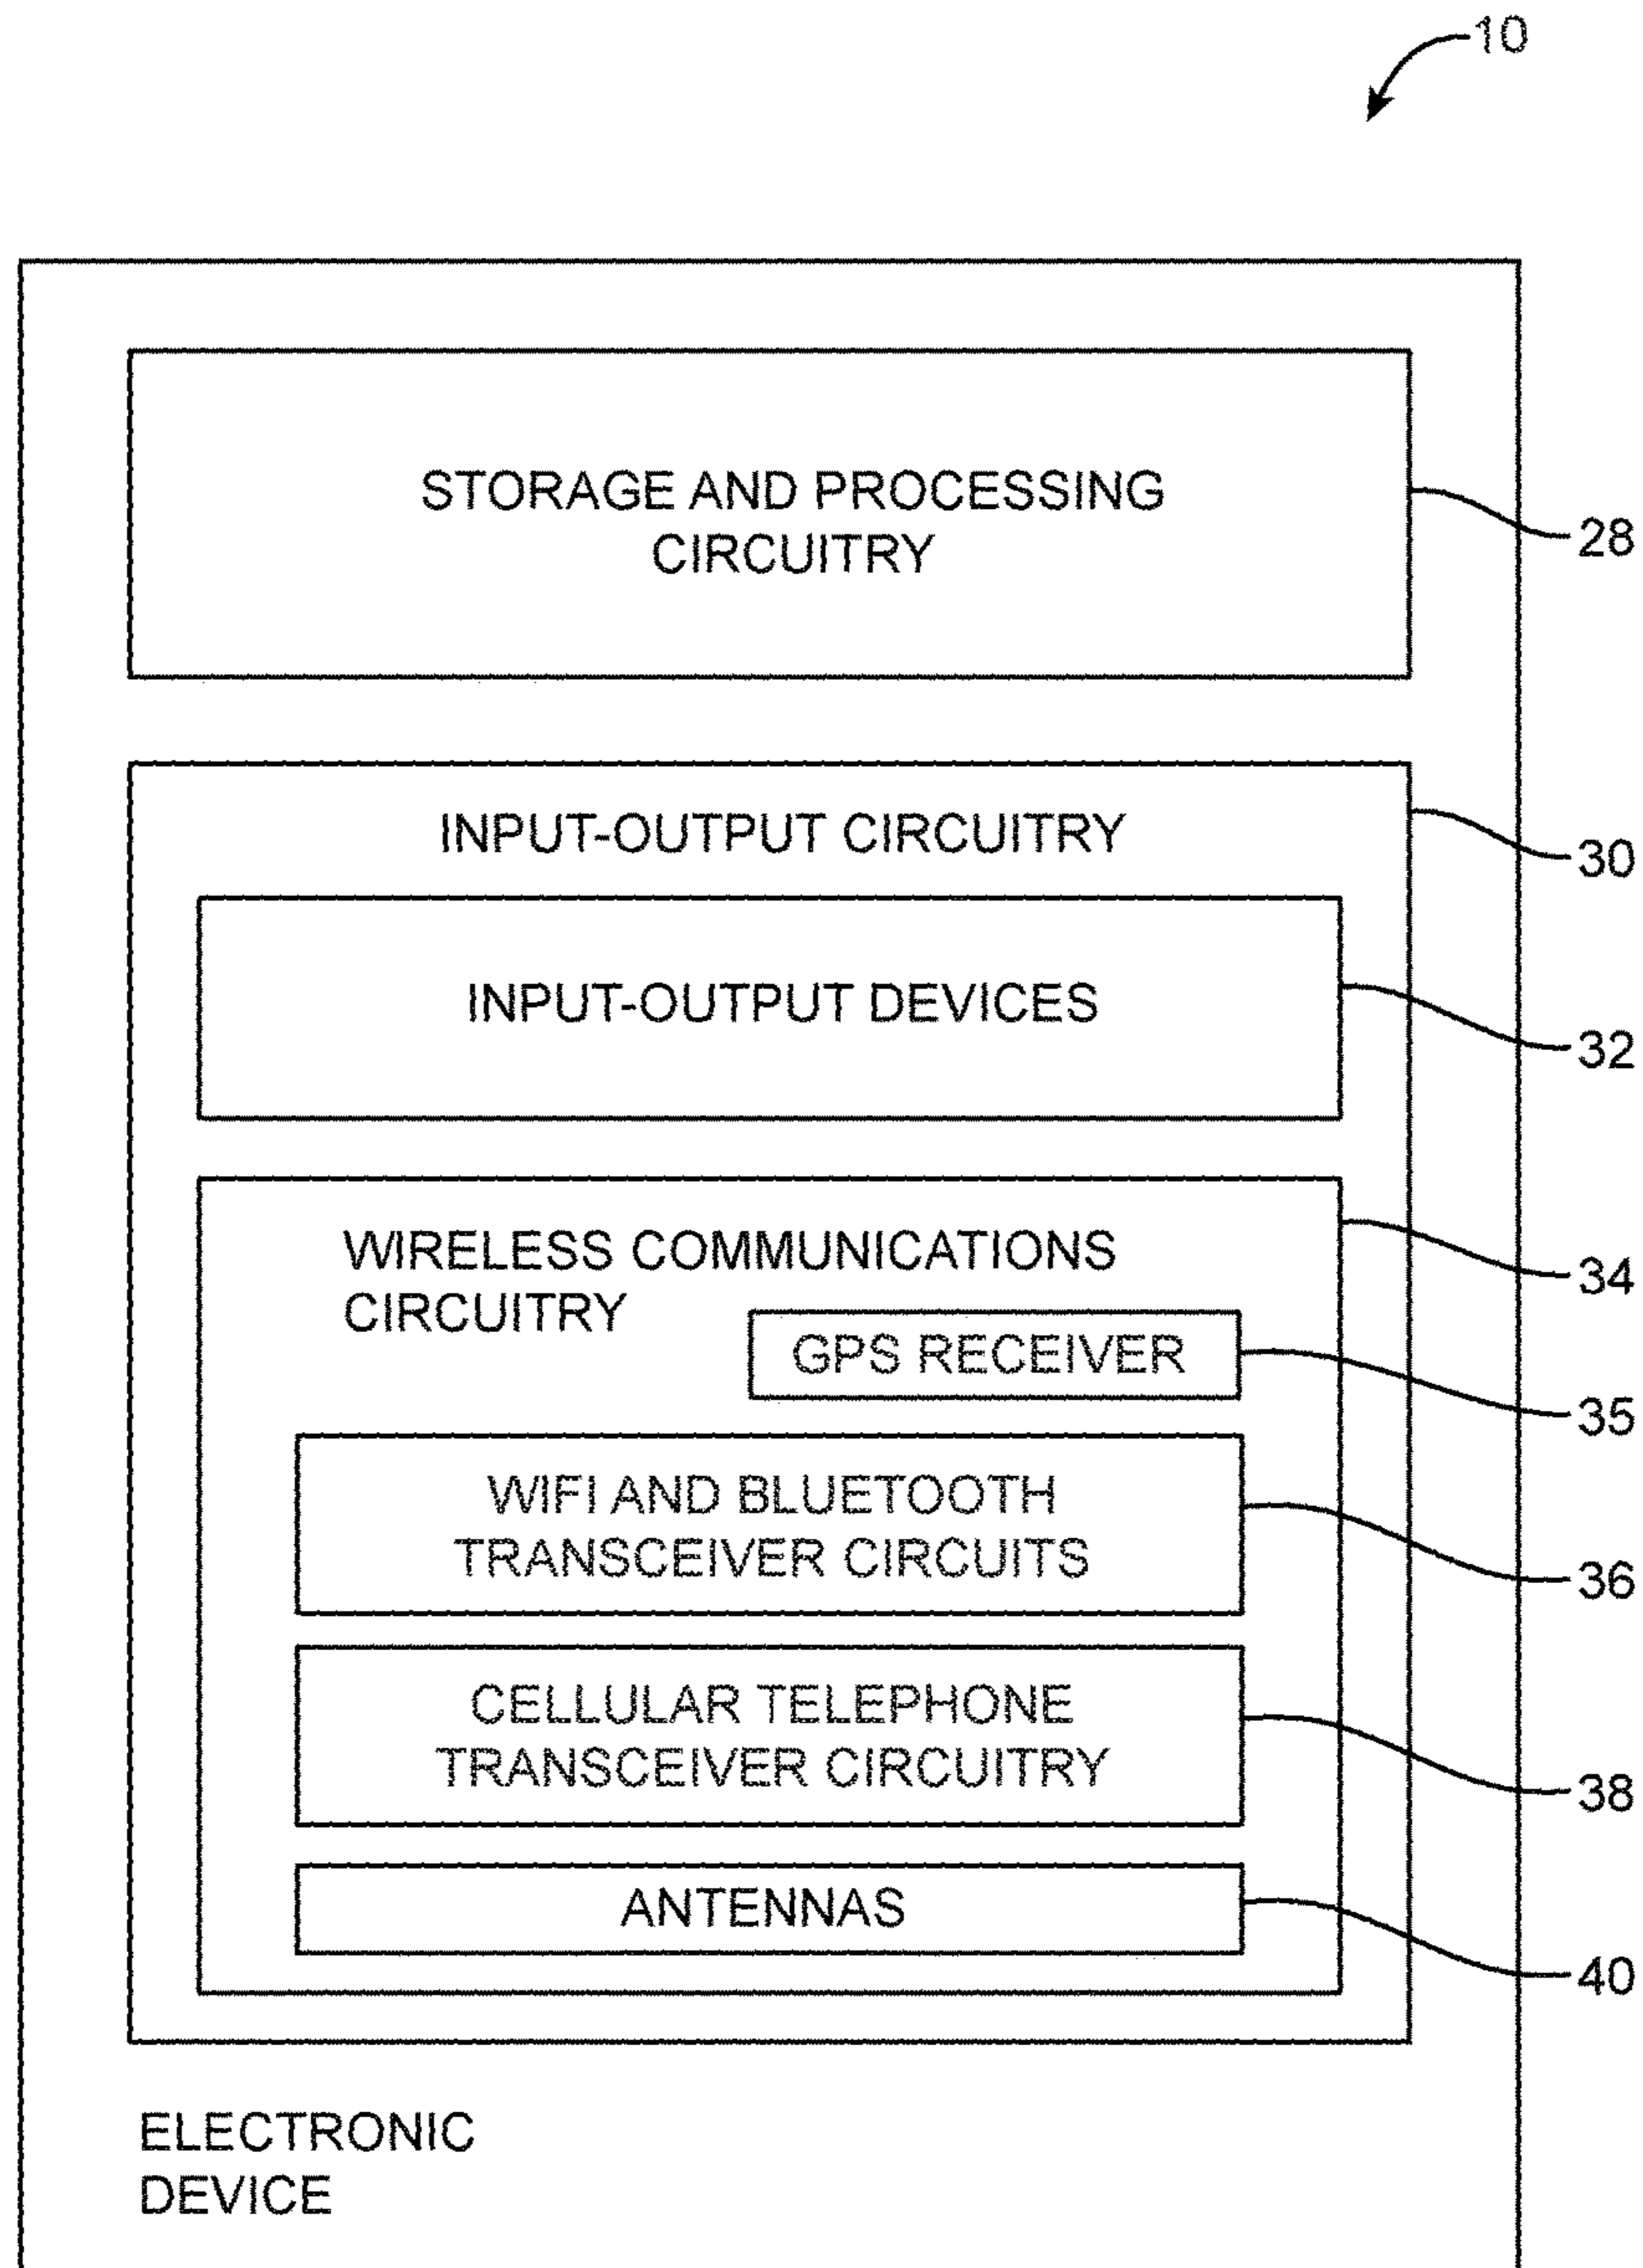 10
STORAGE AND PROCESSING
CIRCUITRY
28
INPUT-OUTPUT CIRCUITRY
30
INPUT-OUTPUT DEVICES
32
WIRELESS COMMUNICATIONS
CIRCUITRY
34
GPS RECEIVER
35
WIFI AND BLUETOOTH
TRANSCEIVER CIRCUITS
36
CELLULAR TELEPHONE
TRANSCEIVER CIRCUITRY
38
ANTENNAS
40
ELECTRONIC
DEVICE